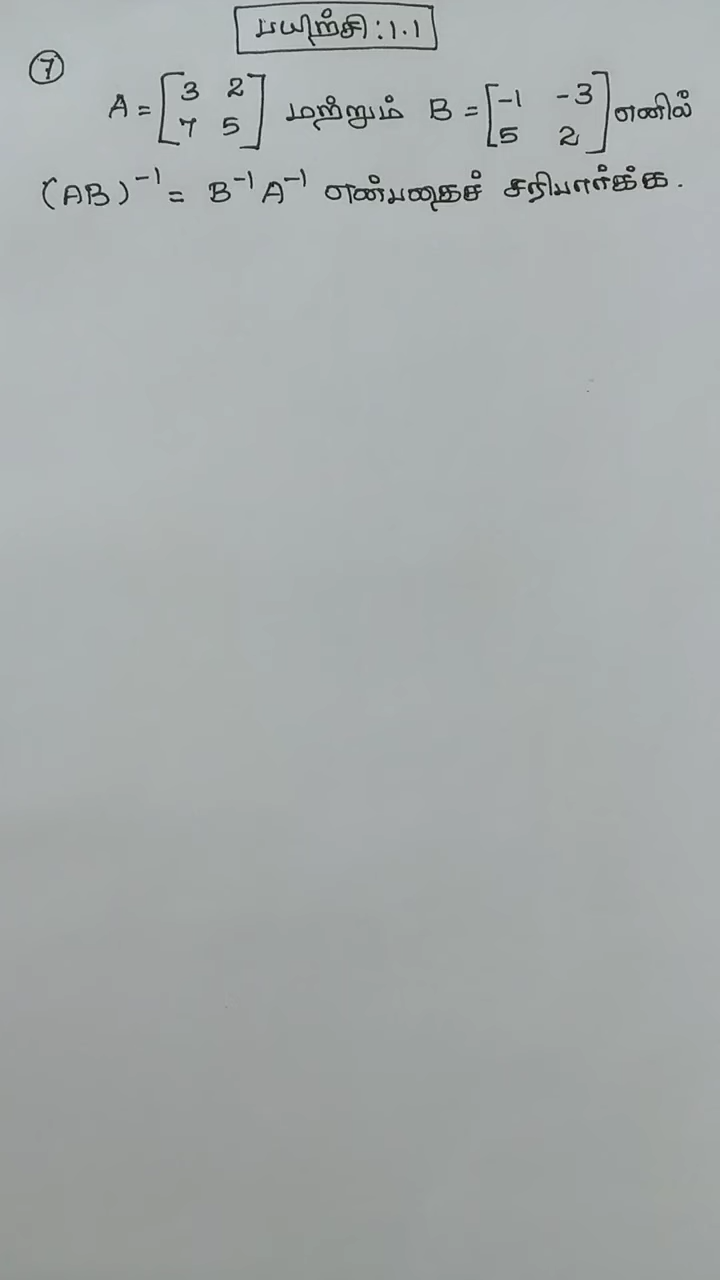 பயிற்சி : 1.1
⑦
A = [3 2 7 5] மற்றும் B = [-1 -3 5 2] எனில்
(AB)⁻¹ = B⁻¹ A⁻¹ என்பதைச் சரிபார்க்க.